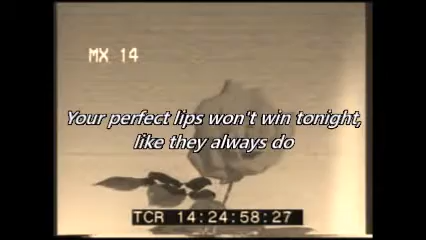 MX 14
Your perfect lips won't win tonight,
like they always do
TCR 14:24:58:27